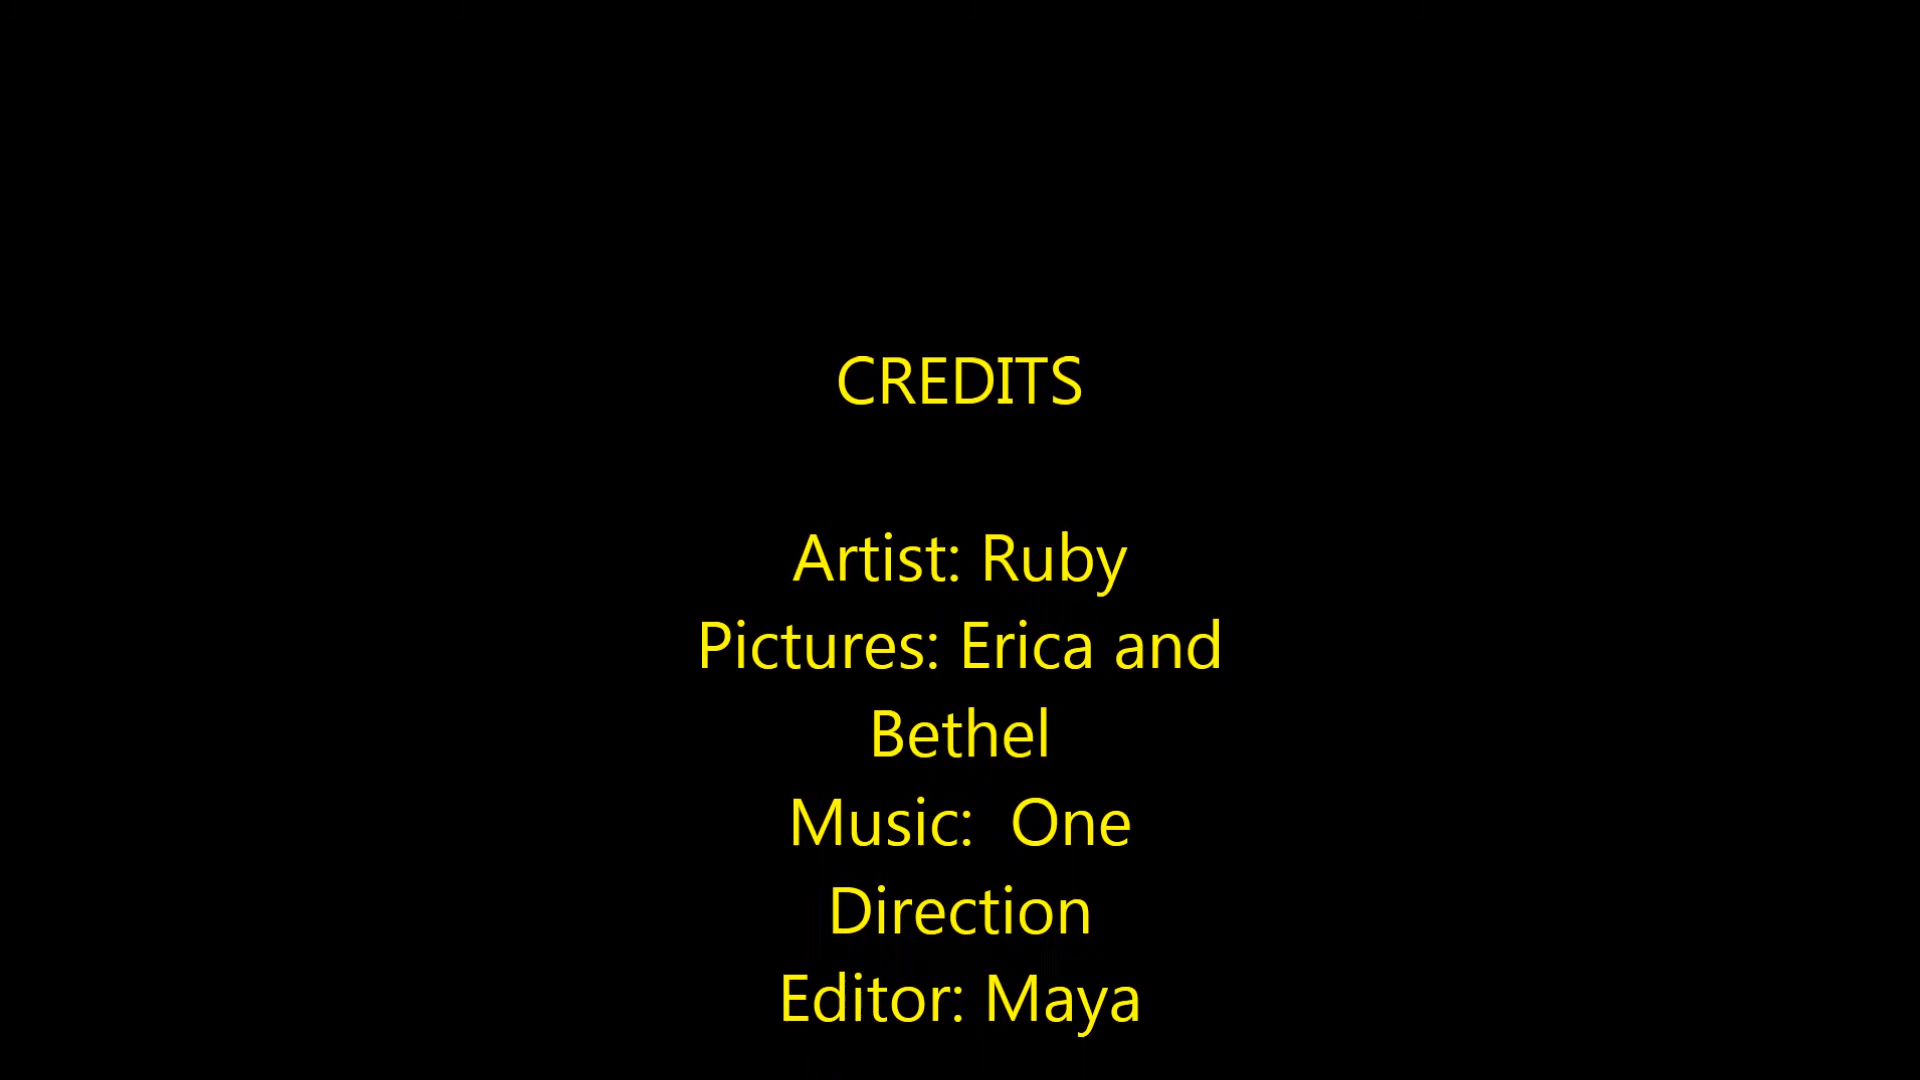 CREDITS
Artist: Ruby
Pictures: Erica and
Bethel
Music:  One
Direction
Editor: Maya